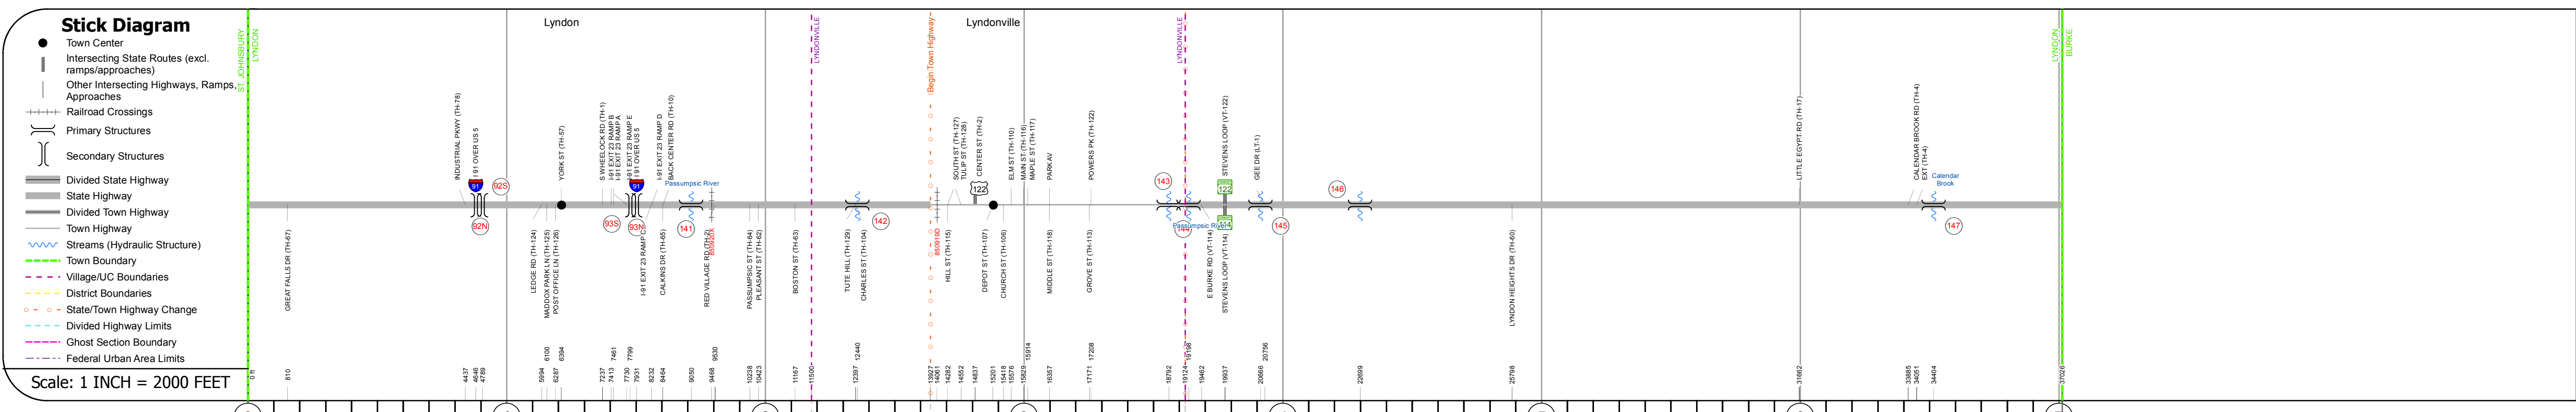 Stick Diagram
Town Center
Intersecting State Routes (excl.
ramps/approaches)
Other Intersecting Highways, Ramps,
Approaches
Railroad Crossings
Primary Structures
Secondary Structures
Divided State Highway
State Highway
Divided Town Highway
Town Highway
Streams (Hydraulic Structure)
Town Boundary
Village/UC Boundaries
District Boundaries
State/Town Highway Change
Divided Highway Limits
Ghost Section Boundary
Federal Urban Area Limits
Scale: 1 INCH = 2000 FEET
ST. JOHNSBURY
LYNDON
Lyndon
LYNDONVILLE
Begin Town Highway
Lyndonville
LYNDONVILLE
LYNDON
BURKE
INDUSTRIAL PKWY (TH-78)
I 91 OVER US 5
YORK ST (TH-57)
S WHEELOCK RD (TH-1)
I-91 EXIT 23 RAMP B
I-91 EXIT 23 RAMP A
I-91 EXIT 23 RAMP E
I 91 OVER US 5
I-91 EXIT 23 RAMP D
BACK CENTER RD (TH-10)
SOUTH ST (TH-127)
TULIP ST (TH-128)
CENTER ST (TH-2)
ELM ST (TH-110)
MAIN ST (TH-116)
MAPLE ST (TH-117)
PARK AV
POWERS PK (TH-122)
STEVENS LOOP (VT-122)
GEE DR (LT-1)
LITTLE EGYPT RD (TH-17)
CALENDAR BROOK RD (TH-4)
EXT (TH-4)
91
92S
91
Passumpsic River
122
143
122
146
Calendar
Brook
92N
93S
93N
141
142
144
Passumpsic River
114
145
147
GREAT FALLS DR (TH-67)
LEDGE RD (TH-124)
MADDOX PARK LN (TH-125)
POST OFFICE LN (TH-126)
I-91 EXIT 23 RAMP C
CALKINS DR (TH-65)
RED VILLAGE RD (TH-2)
850920X
PASSUMPSIC ST (TH-64)
PLEASANT ST (TH-62)
BOSTON ST (TH-63)
TUTE HILL (TH-129)
CHARLES ST (TH-104)
850919D
HILL ST (TH-115)
DEPOT ST (TH-107)
CHURCH ST (TH-106)
MIDDLE ST (TH-118)
GROVE ST (TH-113)
E BURKE RD (VT-114)
STEVENS LOOP (VT-114)
LYNDON HEIGHTS DR (TH-60)
0 ft
810
4437
4646
4789
5994
6100
6287
6394
7237
7413
7461
7730
7799
7931
8232
8464
9050
9468
9530
10238
10423
11167
11500
12397
12440
13927
14061
14282
14552
14837
15201
15418
15576
15829
15914
16357
17171
17208
18792
19124
19198
19462
19937
20666
20756
22699
25798
31662
33885
34051
34404
37026